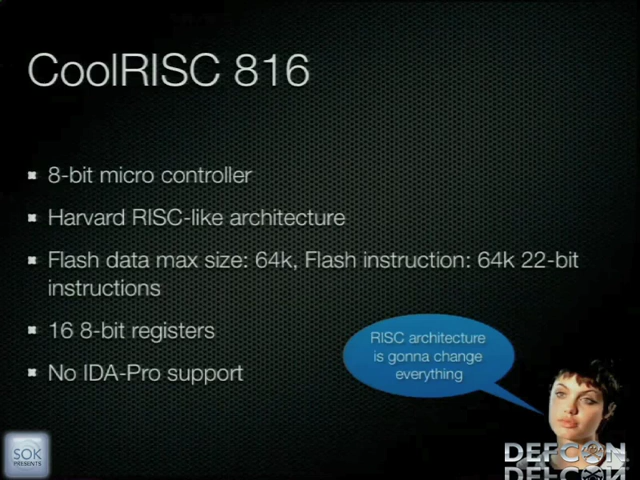 CoolRISC 816
8-bit micro controller
Harvard RISC-like architecture
Flash data max size: 64k, Flash instruction: 64k 22-bit
instructions
16 8-bit registers
No IDA-Pro support
RISC architecture
is gonna change
everything
SOK
PRESENTS
DEFCON